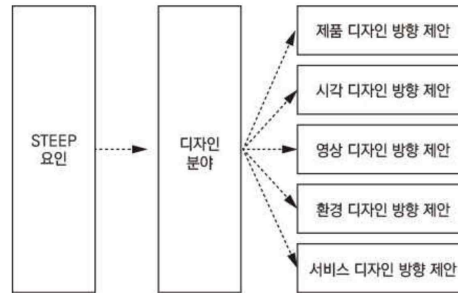 STEEP
요인
디자인
분야
제품 디자인 방향 제안
시각 디자인 방향 제안
영상 디자인 방향 제안
환경 디자인 방향 제안
서비스 디자인 방향 제안